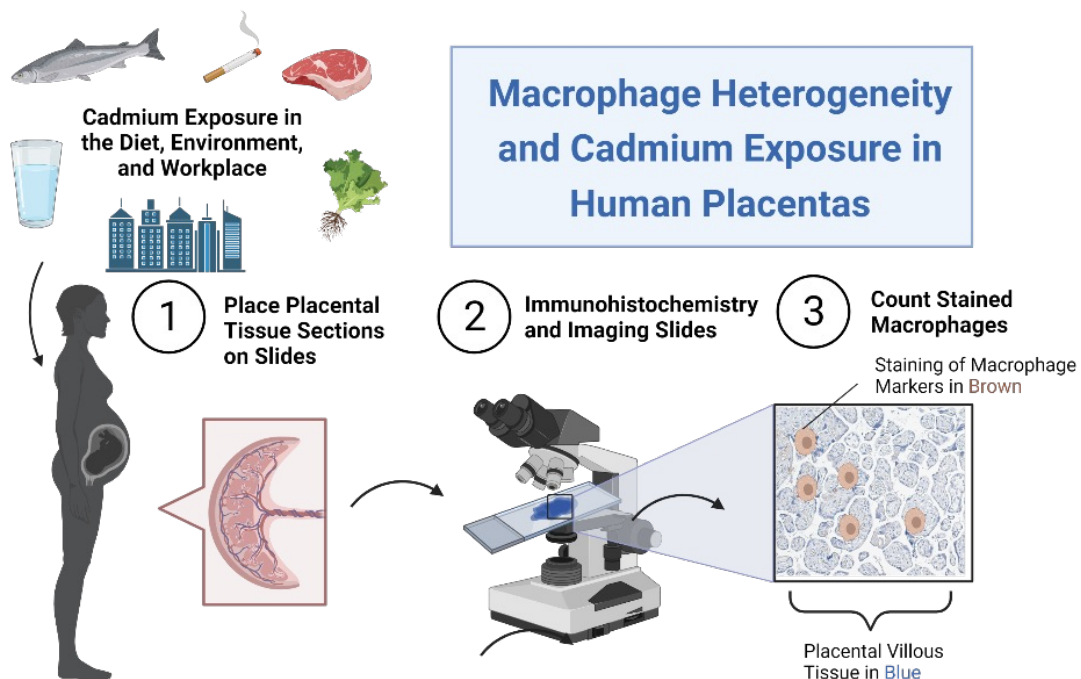 Macrophage Heterogeneity
and Cadmium Exposure in
Human Placentas
Cadmium Exposure in
the Diet, Environment,
and Workplace
1
Place Placental
Tissue Sections
on Slides
2
Immunohistochemistry
and Imaging Slides
3
Count Stained
Macrophages
Staining of Macrophage
Markers in Brown
Placental Villous
Tissue in Blue